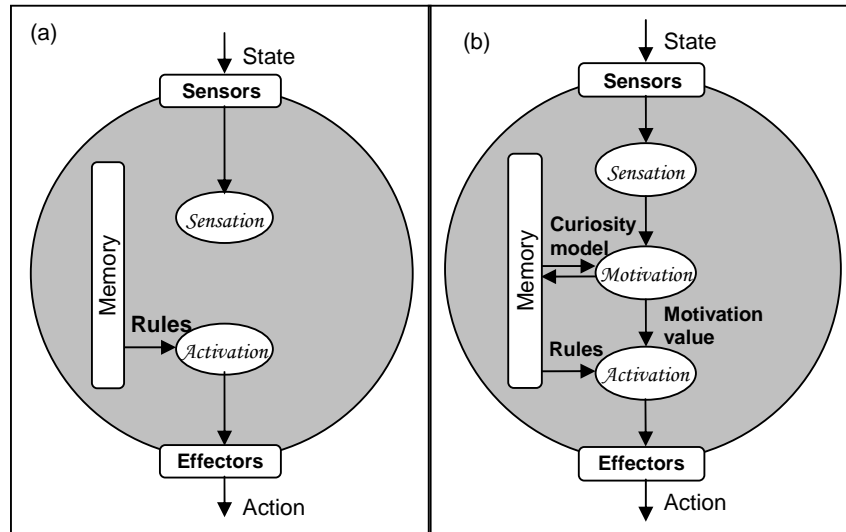 (a)
State
Sensors
Sensation
Memory
Rules
Activation
Effectors
Action
(b)
State
Sensors
Sensation
Curiosity
model
Memory
Motivation
Motivation
value
Rules
Activation
Effectors
Action